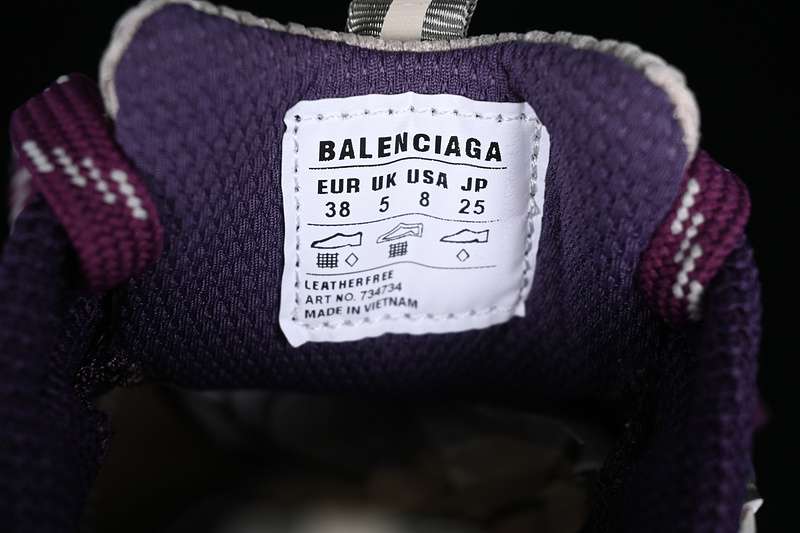 BALENCIAGA
EUR UK USA JP
38 5 8 25
LEATHERFREE
ART NO. 734734
MADE IN VIETNAM